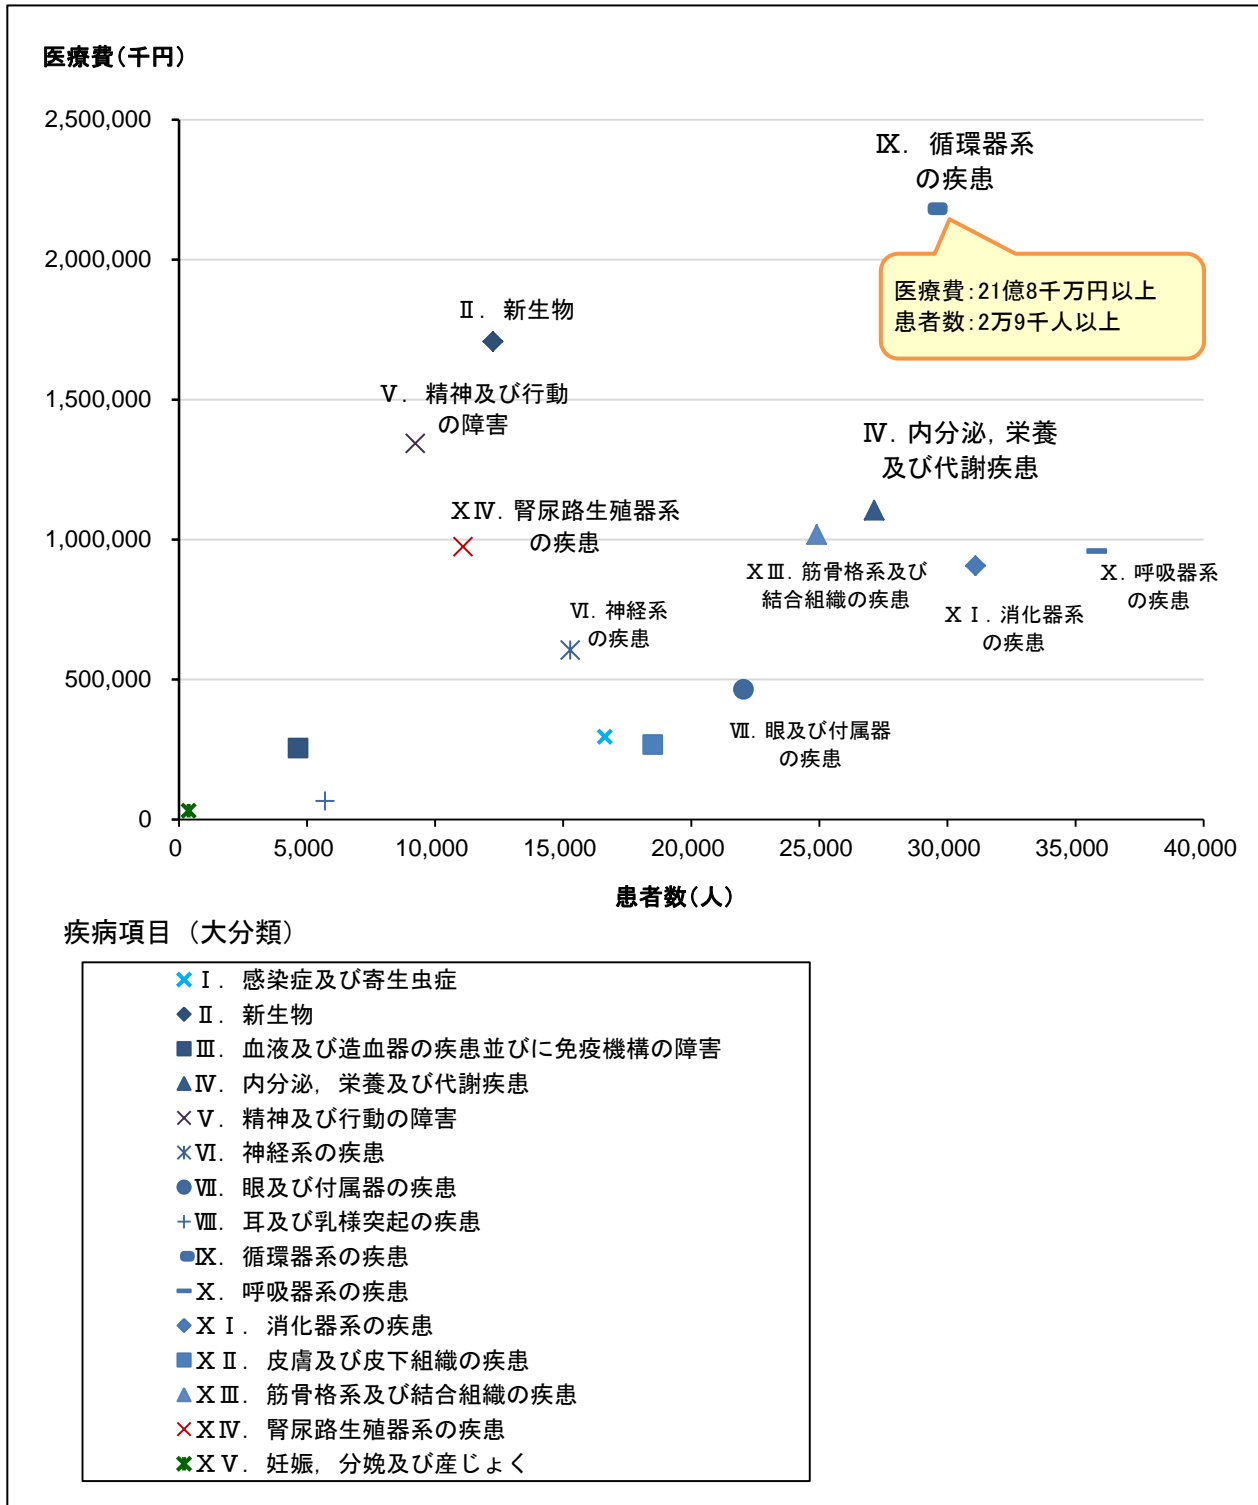 医療費(千円)
2,500,000
2,000,000
1,500,000
1,000,000
500,000
0
Ⅸ．循環器系
の疾患
医療費:21億8千万円以上
患者数:2万9千人以上
Ⅱ．新生物
Ⅴ．精神及び行動
の障害
Ⅳ．内分泌，栄養
及び代謝疾患
ⅩⅣ．腎尿路生殖器系
の疾患
ⅩⅢ．筋骨格系及び
結合組織の疾患
Ⅹ．呼吸器系
の疾患
ⅩⅠ．消化器系
の疾患
Ⅵ．神経系
の疾患
Ⅶ．眼及び付属器
の疾患
0 5,000 10,000 15,000 20,000 25,000 30,000 35,000 40,000
患者数(人)
疾病項目（大分類）
Ⅰ．感染症及び寄生虫症
Ⅱ．新生物
Ⅲ．血液及び造血器の疾患並びに免疫機構の障害
Ⅳ．内分泌，栄養及び代謝疾患
Ⅴ．精神及び行動の障害
Ⅵ．神経系の疾患
Ⅶ．眼及び付属器の疾患
Ⅷ．耳及び乳様突起の疾患
Ⅸ．循環器系の疾患
Ⅹ．呼吸器系の疾患
ⅩⅠ．消化器系の疾患
ⅩⅡ．皮膚及び皮下組織の疾患
ⅩⅢ．筋骨格系及び結合組織の疾患
ⅩⅣ．腎尿路生殖器系の疾患
ⅩⅤ．妊娠，分娩及び産じょく